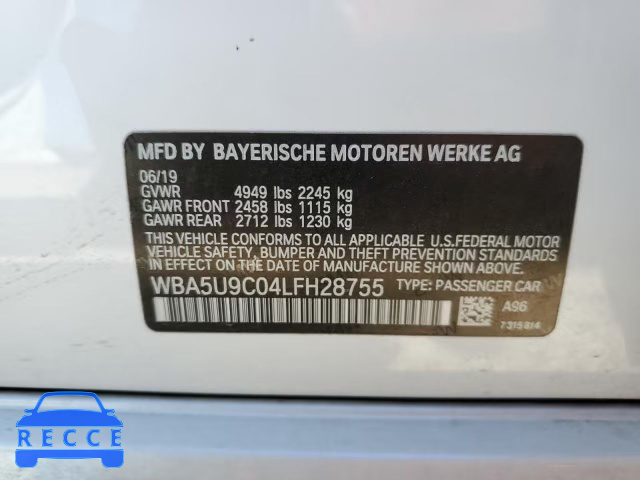 MFD BY BAYERISCHE MOTOREN WERKE AG
06/19
GVWR 4949 lbs 2245 kg
GAWR FRONT 2458 lbs 1115 kg
GAWR REAR 2712 lbs 1230 kg
THIS VEHICLE CONFORMS TO ALL APPLICABLE U.S.FEDERAL MOTOR
VEHICLE SAFETY, BUMPER, AND THEFT PREVENTION STANDARDS
IN EFFECT ON THE DATE OF MANUFACTURE SHOWN ABOVE.
WBA5U9C04LFH28755 TYPE: PASSENGER CAR
A96
7315814
RECCE